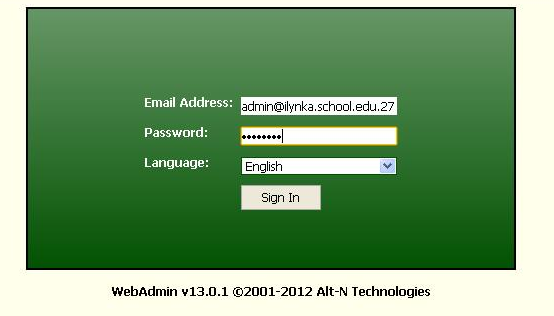 Email Address: admin@ilynka.school.edu.27
Password: ••••••••
Language: English
Sign In
WebAdmin v13.0.1 ©2001-2012 Alt-N Technologies